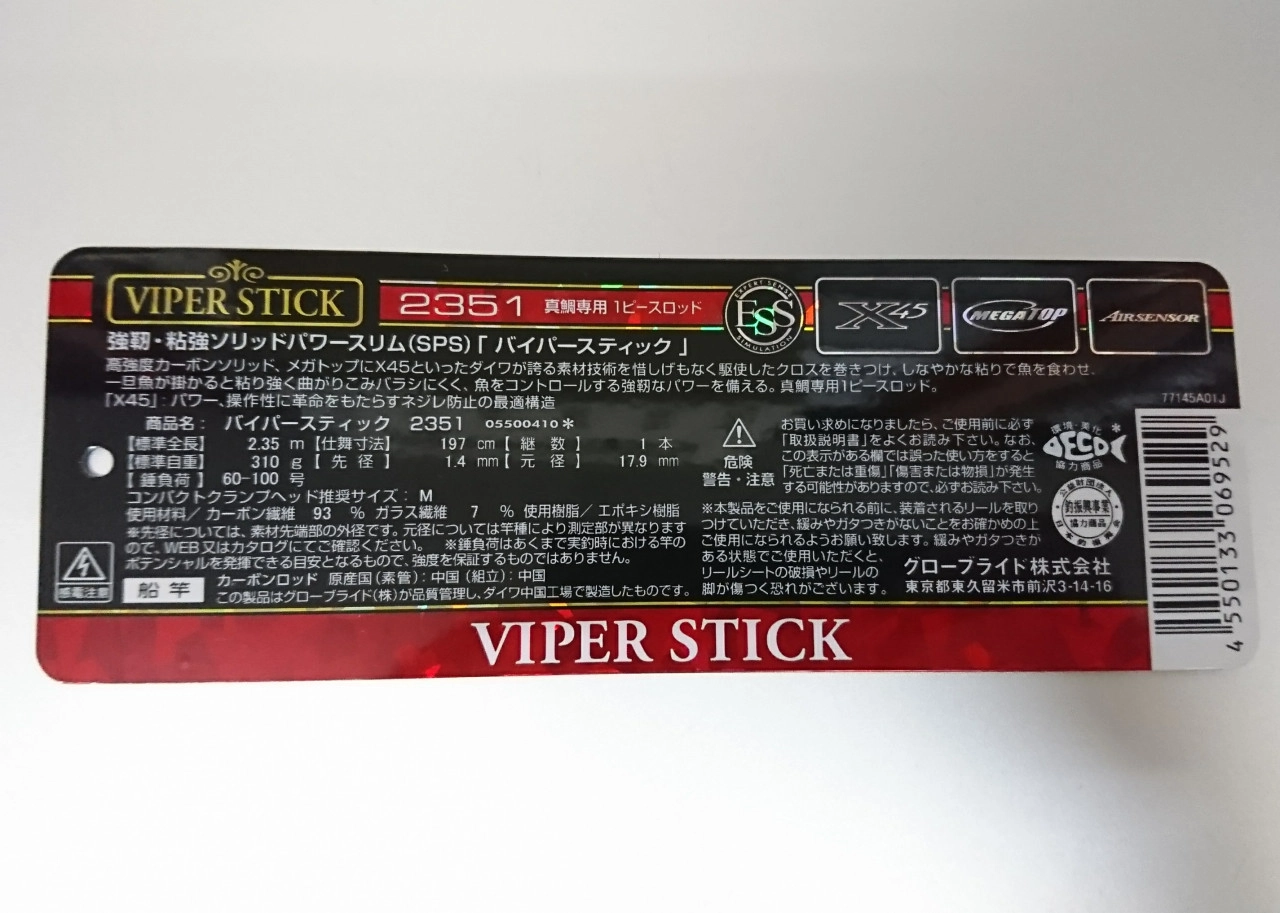 VIPER STICK
2351 真鯛専用1ピースロッド
EXPERT SENSE
ESS
SIMULATION
X45
MEGATOP
AIRSENSOR
強靭・粘強ソリッドパワースリム(SPS)「 バイパースティック 」
高強度カーボンソリッド、メガトップにX45といったダイワが誇る素材技術を惜しげもなく駆使したクロスを巻きつけ、しなやかな粘りで魚を食わせ、
一旦魚が掛かると粘り強く曲がりこみバラシにくく、魚をコントロールする強靭なパワーを備える。真鯛専用1ピースロッド。
「X45」：パワー、操作性に革命をもたらすネジレ防止の最適構造
77145A01J
商品名： バイパースティック 2351 05500410＊
【標準全長】 2.35 m【仕舞寸法】 197 cm【 継 数 】 1 本
【標準自重】 310 g【 先 径 】 1.4 mm【 元 径 】 17.9 mm
【 錘負荷 】 60-100 号
コンパクトクランプヘッド推奨サイズ： M
使用材料／ カーボン繊維 93 % ガラス繊維 7 % 使用樹脂／ エポキシ樹脂
※先径については、素材先端部の外径です。元径については竿種により測定部が異なります
ので、WEB又はカタログにてご確認ください。 ※錘負荷はあくまで実釣時における竿の
ポテンシャルを発揮できる目安となるもので、強度を保証するものではありません。
感電注意
船 竿
カーボンロッド 原産国（素管）：中国（組立）：中国
この製品はグローブライド(株)が品質管理し、ダイワ中国工場で製造したものです。
危険
警告・注意
お買い求めになりましたら、ご使用前に必ず
「取扱説明書」をよくお読み下さい。なお、
この表示がある欄では誤った使い方をすると
「死亡または重傷」「傷害または物損」が発生
する可能性がありますので、必ずお読み下さい。
※本製品をご使用になられる前に、装着されるリールを取り
つけていただき、緩みやガタつきがないことをお確かめの上
ご使用になられるようお願い致します。緩みやガタつきが
ある状態でご使用いただくと、
リールシートの破損やリールの
脚が傷つく恐れがございます。
環境・美化
DECO
協力商品
公益財団法人
釣振興事業
協力商品
グローブライド株式会社
東京都東久留米市前沢3-14-16
4 550133 069529
VIPER STICK